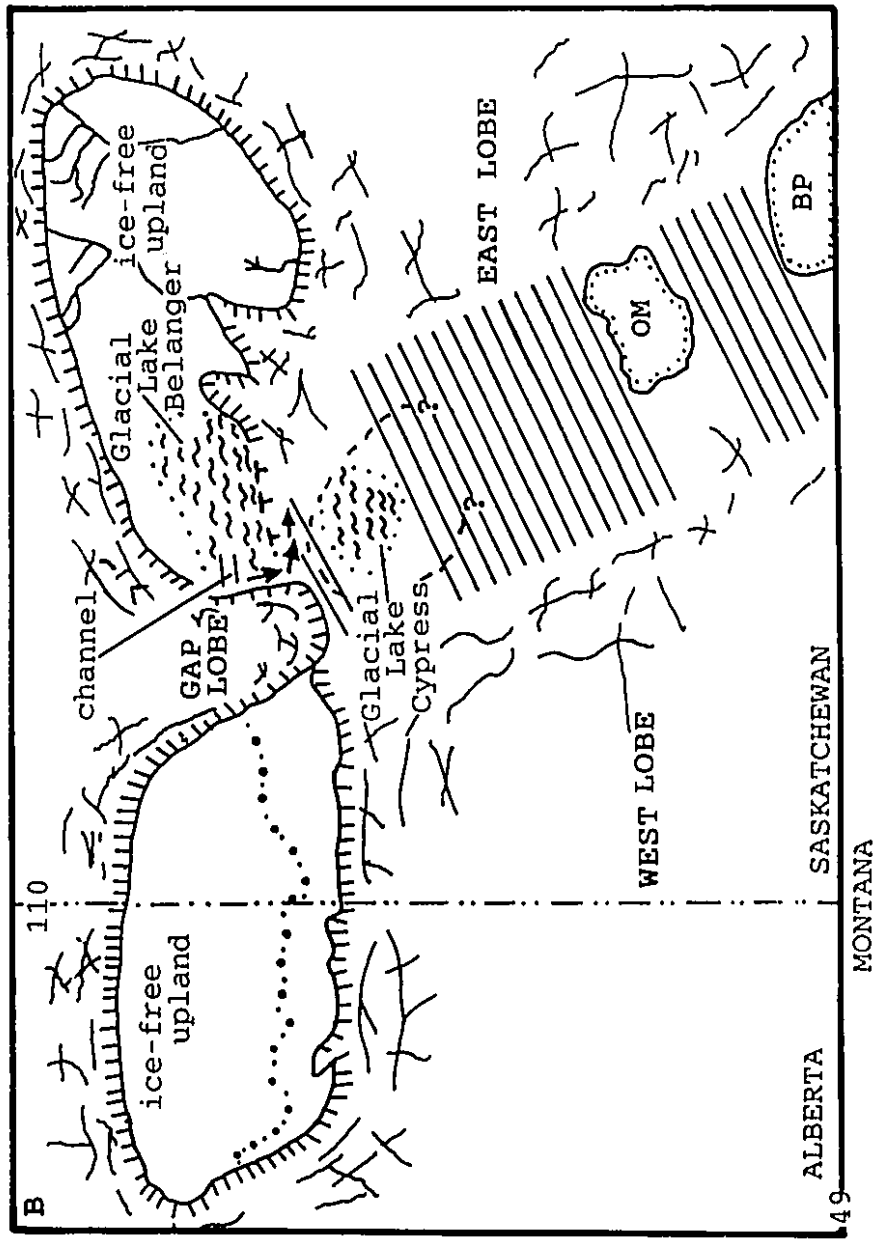 B
110
channel
Glacial
Lake
Belanger
ice-free
upland
ice-free
upland
GAP
LOBE
Glacial
Lake
Cypress
?
?
EAST LOBE
WEST LOBE
OM
BP
ALBERTA
SASKATCHEWAN
49
MONTANA